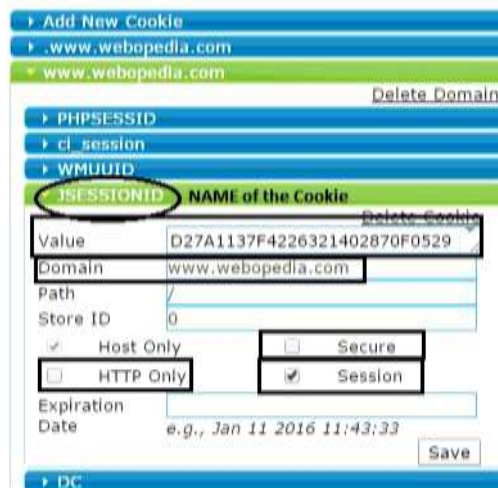 Add New Cookie
.www.webopedia.com
www.webopedia.com
Delete Domain
PHPSESSID
ci_session
WMUUID
JSESSIONID NAME of the Cookie
Delete Cookie
Value D27A1137F4226321402870F0529
Domain www.webopedia.com
Path /
Store ID 0
Host Only Secure
HTTP Only Session
Expiration
Date e.g., Jan 11 2016 11:43:33
Save
DC